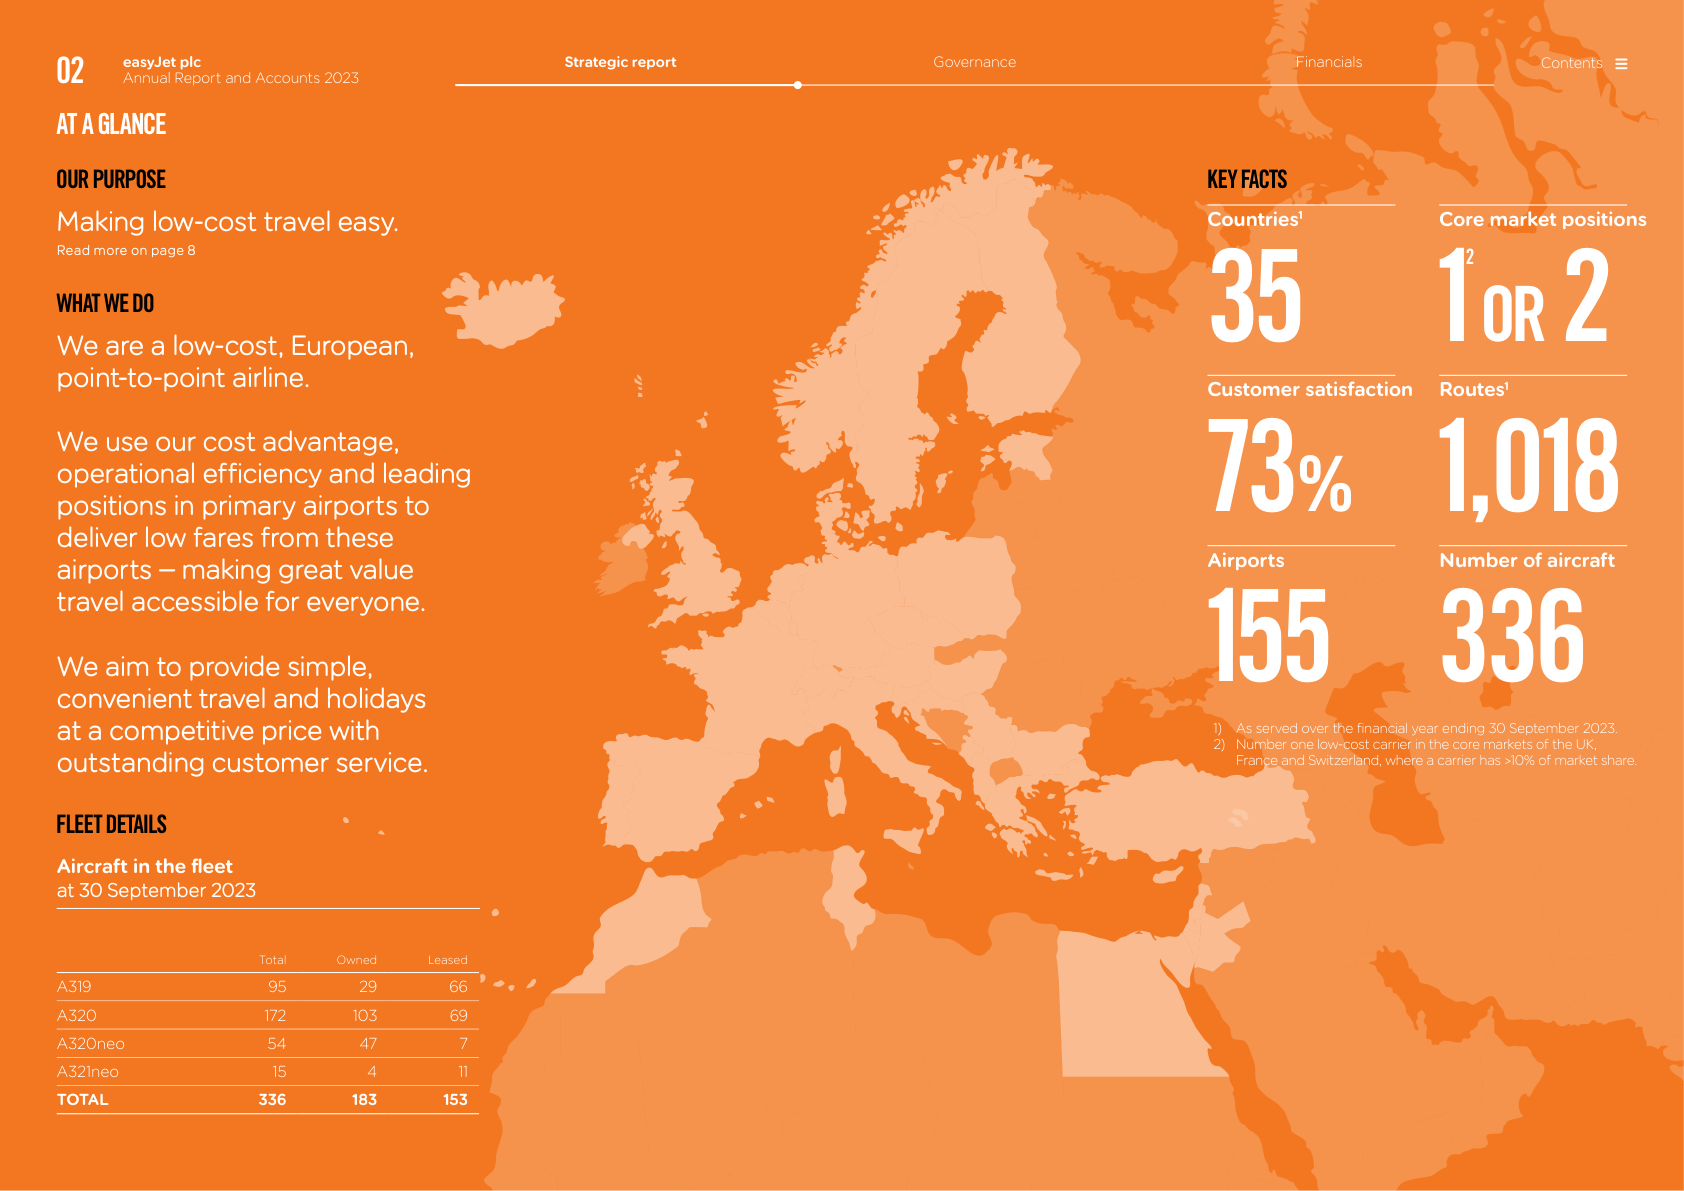 02
easyJet plc
Annual Report and Accounts 2023
Strategic report
Governance
Financials
Contents
AT A GLANCE
OUR PURPOSE
Making low-cost travel easy.
Read more on page 8
WHAT WE DO
We are a low-cost, European,
point-to-point airline.
We use our cost advantage,
operational efficiency and leading
positions in primary airports to
deliver low fares from these
airports – making great value
travel accessible for everyone.
We aim to provide simple,
convenient travel and holidays
at a competitive price with
outstanding customer service.
FLEET DETAILS
Aircraft in the fleet
at 30 September 2023
Total Owned Leased
A319 95 29 66
A320 172 103 69
A320neo 54 47 7
A321neo 15 4 11
TOTAL 336 183 153
KEY FACTS
Countries¹
35
Core market positions
1² OR 2
Customer satisfaction
73%
Routes¹
1,018
Airports
155
Number of aircraft
336
1) As served over the financial year ending 30 September 2023.
2) Number one low-cost carrier in the core markets of the UK,
France and Switzerland, where a carrier has >10% of market share.